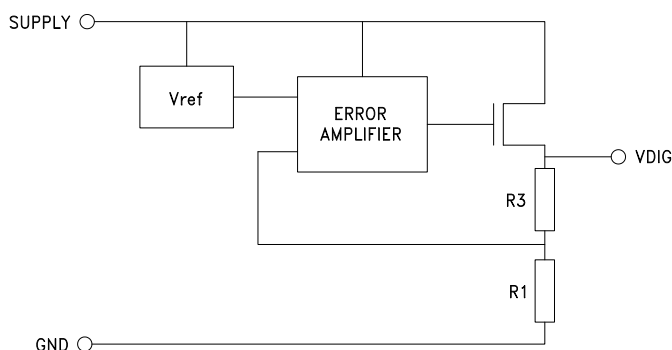 SUPPLY
Vref
ERROR
AMPLIFIER
VDIG
R3
R1
GND